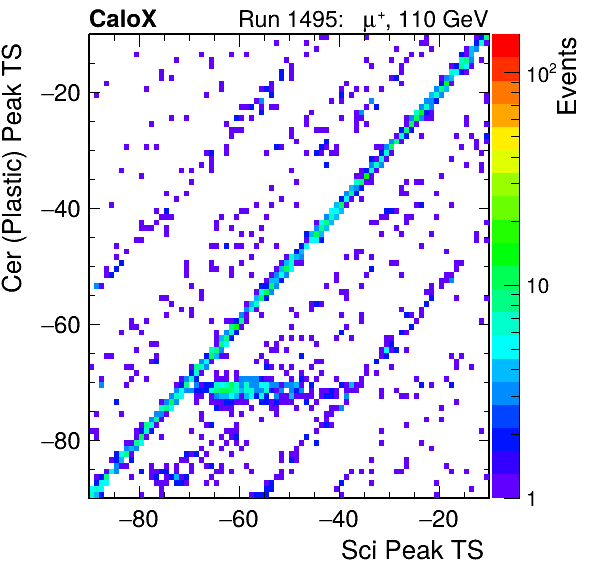 CaloX Run 1495: μ⁺, 110 GeV
Cer (Plastic) Peak TS
−20
−40
−60
−80
−80 −60 −40 −20
Sci Peak TS
Events
10²
10
1